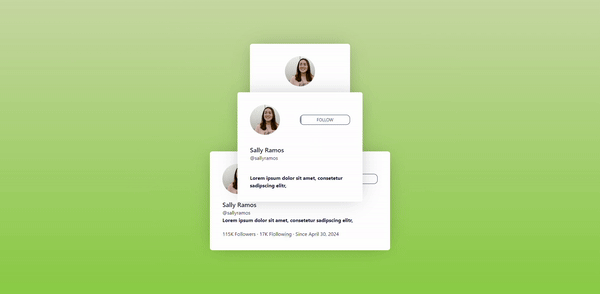 FOLLOW
Sally Ramos
@sallyramos
Lorem ipsum dolor sit amet, consetetur
sadipscing elitr,
Sally Ramos
@sallyramos
Lorem ipsum dolor sit amet, consetetur sadipscing elitr,
115K Followers · 17K Flollowing · Since April 30, 2024